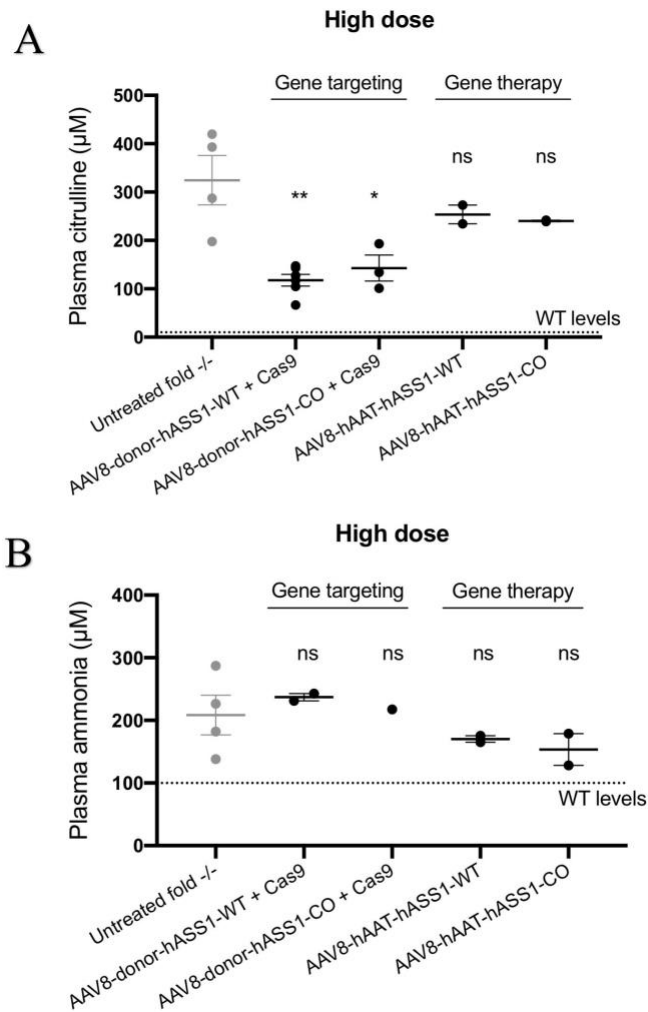 A
High dose
Gene targeting Gene therapy
Plasma citrulline (µM)
500
400
300
200
100
0
** * ns ns
WT levels
Untreated fold -/-
AAV8-donor-hASS1-WT + Cas9
AAV8-donor-hASS1-CO + Cas9
AAV8-hAAT-hASS1-WT
AAV8-hAAT-hASS1-CO
B
High dose
Gene targeting Gene therapy
Plasma ammonia (µM)
400
300
200
100
0
ns ns ns ns
WT levels
Untreated fold -/-
AAV8-donor-hASS1-WT + Cas9
AAV8-donor-hASS1-CO + Cas9
AAV8-hAAT-hASS1-WT
AAV8-hAAT-hASS1-CO